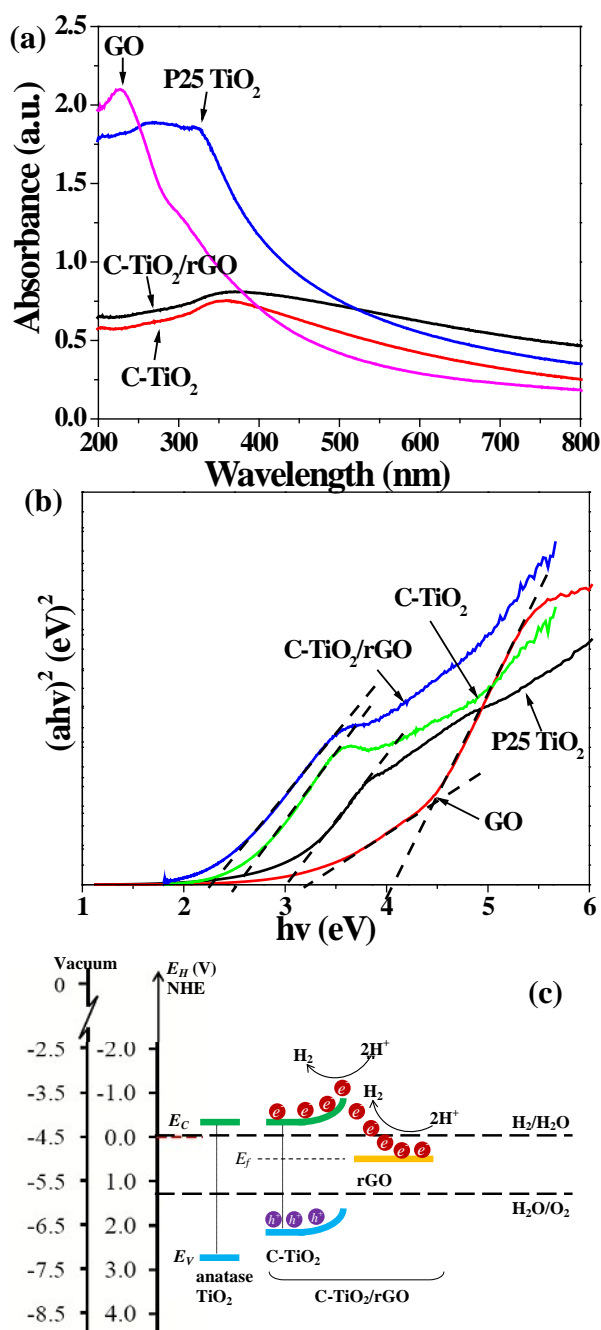 (a)
2.5
GO
P25 TiO2
2.0
1.5
C-TiO2/rGO
1.0
0.5
C-TiO2
0.0
Absorbance (a.u.)
200 300 400 500 600 700 800
Wavelength (nm)
(b)
C-TiO2
C-TiO2/rGO
P25 TiO2
GO
(ahv)2 (eV)2
1 2 3 4 5 6
hv (eV)
(c)
Vacuum
0
EH (V)
NHE
H2 2H+
-2.5 -2.0
-3.5 -1.0
e e e e e
H2 2H+
EC
H2/H2O
-4.5 0.0
e e e e
Ef
rGO
-5.5 1.0
H2O/O2
-6.5 2.0
h+ h+ h+
EV
C-TiO2
anatase
TiO2
-7.5 3.0
C-TiO2/rGO
-8.5 4.0